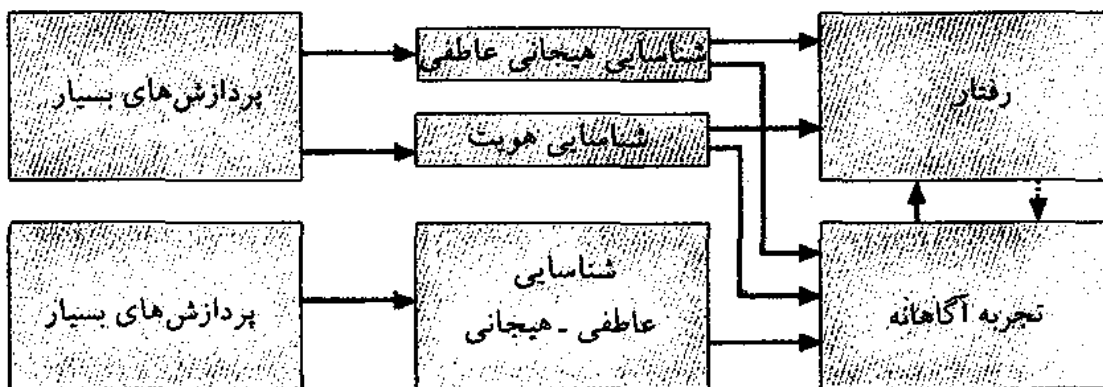 پردازش‌های بسیار
شناسایی هیجانی عاطفی
شناسایی هویت
رفتار
پردازش‌های بسیار
شناسایی
عاطفی - هیجانی
تجربه آگاهانه